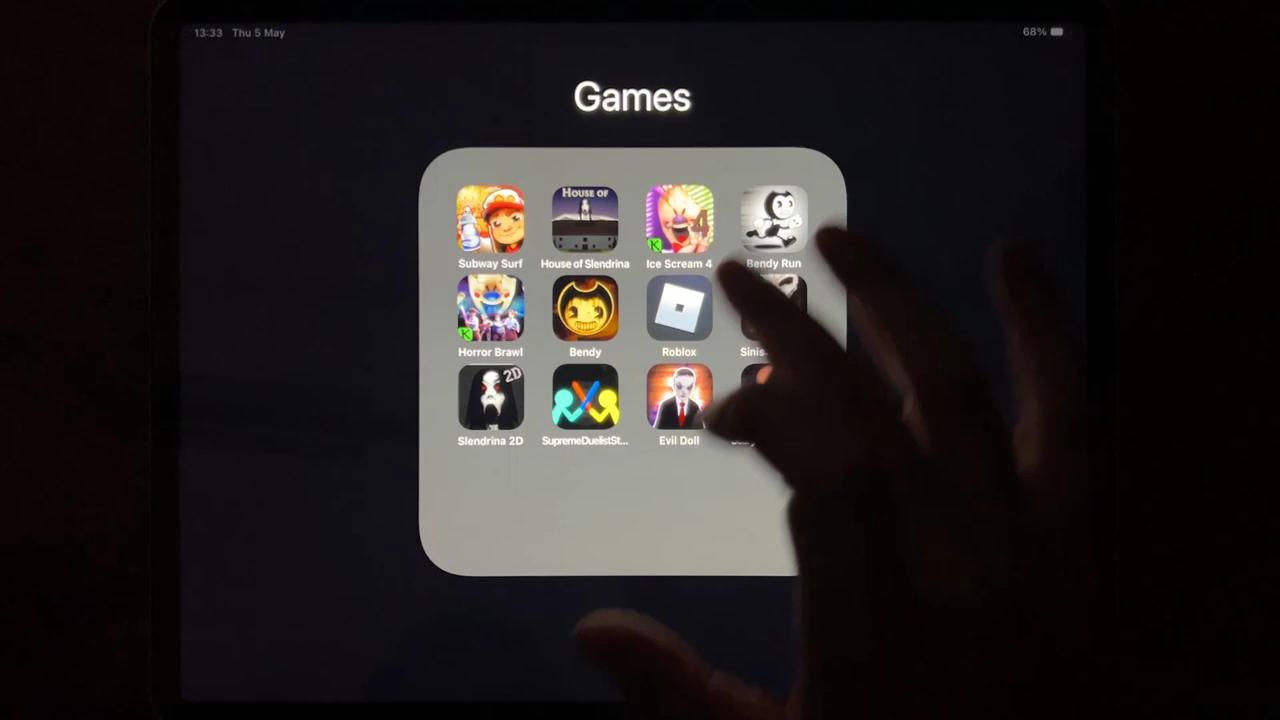 13:33 Thu 5 May
68%
Games
HOUSE OF
4
K
Subway Surf
House of Slendrina
Ice Scream 4
Bendy Run
K
Horror Brawl
Bendy
Roblox
2D
Slendrina 2D
SupremeDuelistSt...
Evil Doll